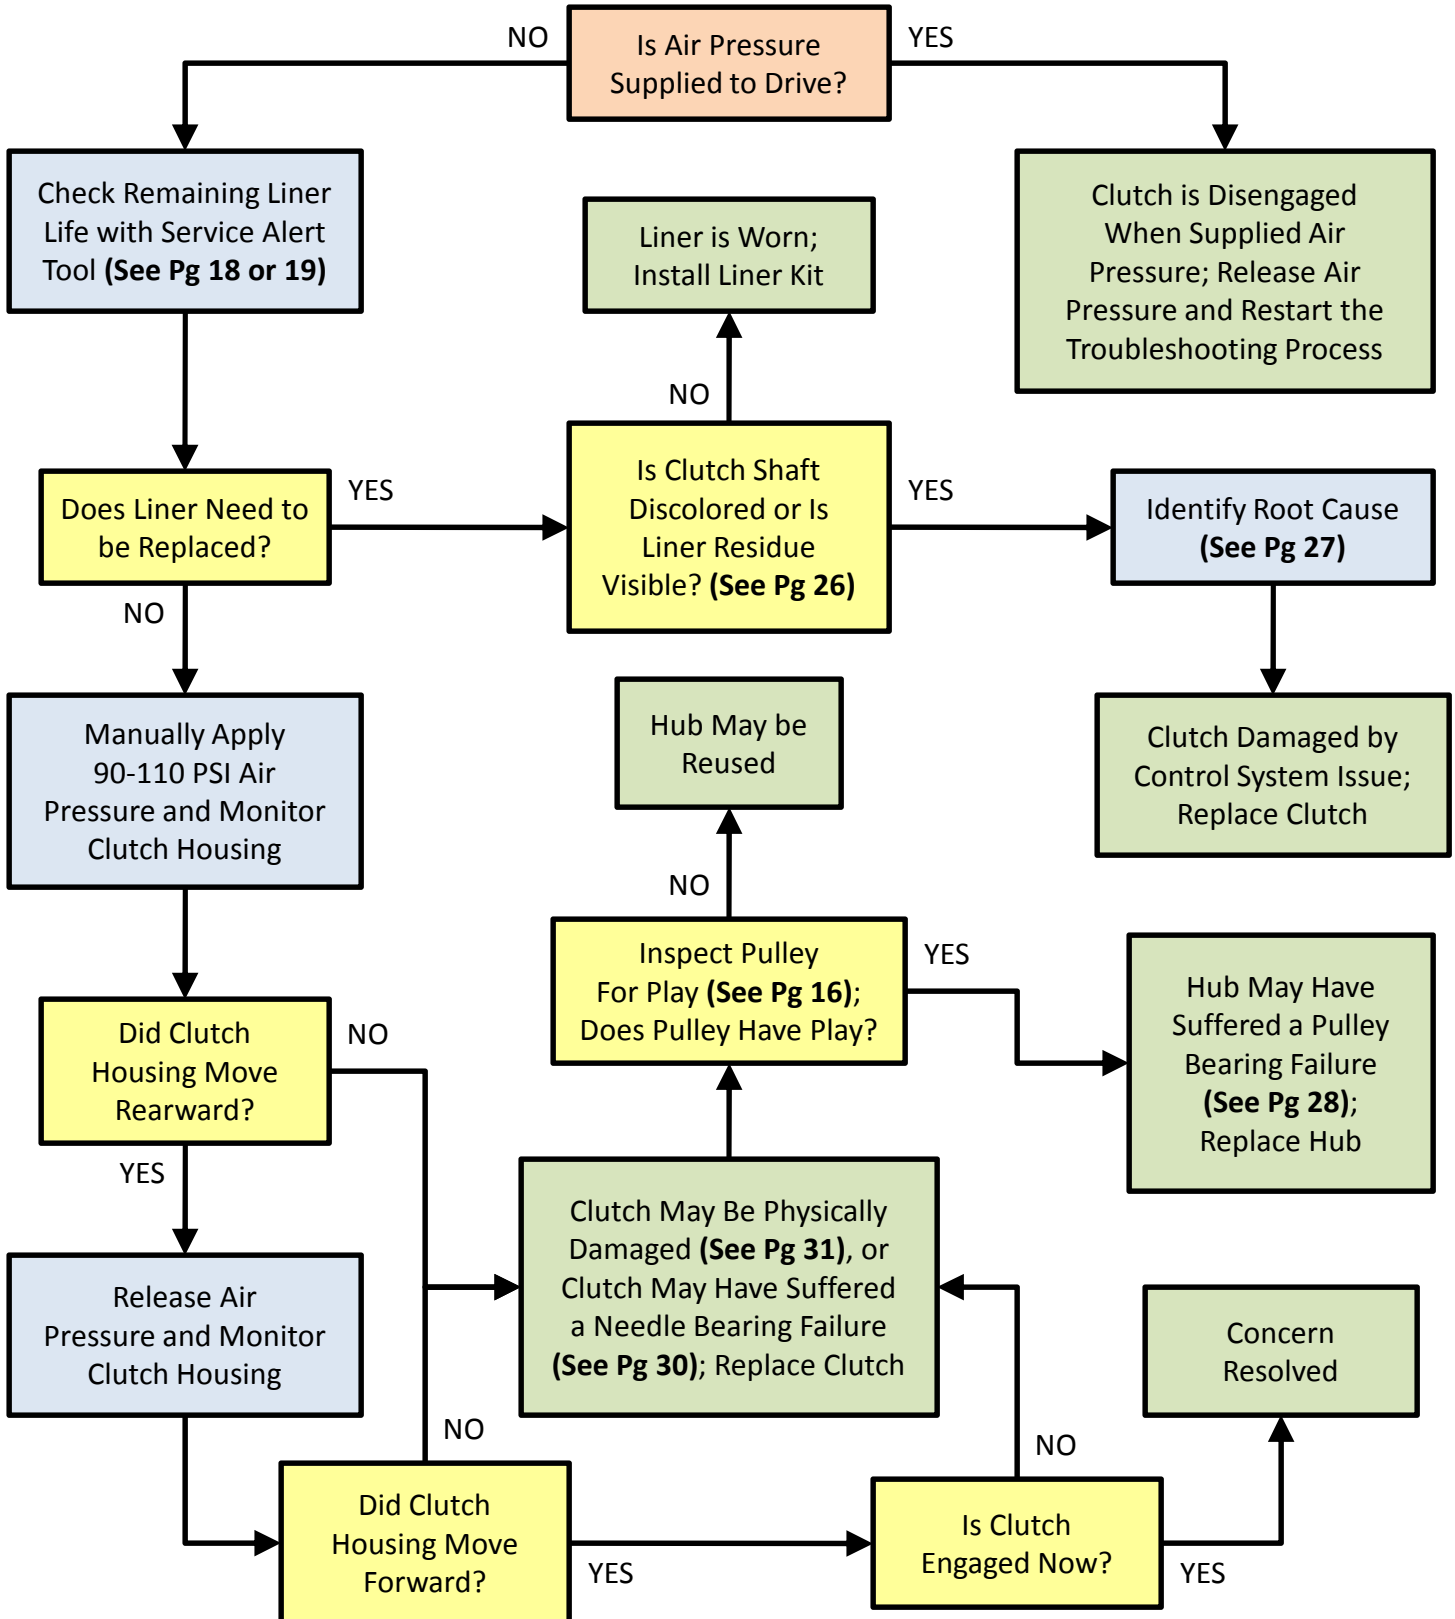 NO
Is Air Pressure
Supplied to Drive?
YES
Check Remaining Liner
Life with Service Alert
Tool (See Pg 18 or 19)
Liner is Worn;
Install Liner Kit
Clutch is Disengaged
When Supplied Air
Pressure; Release Air
Pressure and Restart the
Troubleshooting Process
NO
Does Liner Need to
be Replaced?
YES
Is Clutch Shaft
Discolored or Is
Liner Residue
Visible? (See Pg 26)
YES
Identify Root Cause
(See Pg 27)
NO
Manually Apply
90-110 PSI Air
Pressure and Monitor
Clutch Housing
Hub May be
Reused
Clutch Damaged by
Control System Issue;
Replace Clutch
NO
Inspect Pulley
For Play (See Pg 16);
Does Pulley Have Play?
YES
Hub May Have
Suffered a Pulley
Bearing Failure
(See Pg 28);
Replace Hub
Did Clutch
Housing Move
Rearward?
NO
YES
Clutch May Be Physically
Damaged (See Pg 31), or
Clutch May Have Suffered
a Needle Bearing Failure
(See Pg 30); Replace Clutch
Release Air
Pressure and Monitor
Clutch Housing
Concern
Resolved
NO
NO
Did Clutch
Housing Move
Forward?
YES
Is Clutch
Engaged Now?
YES